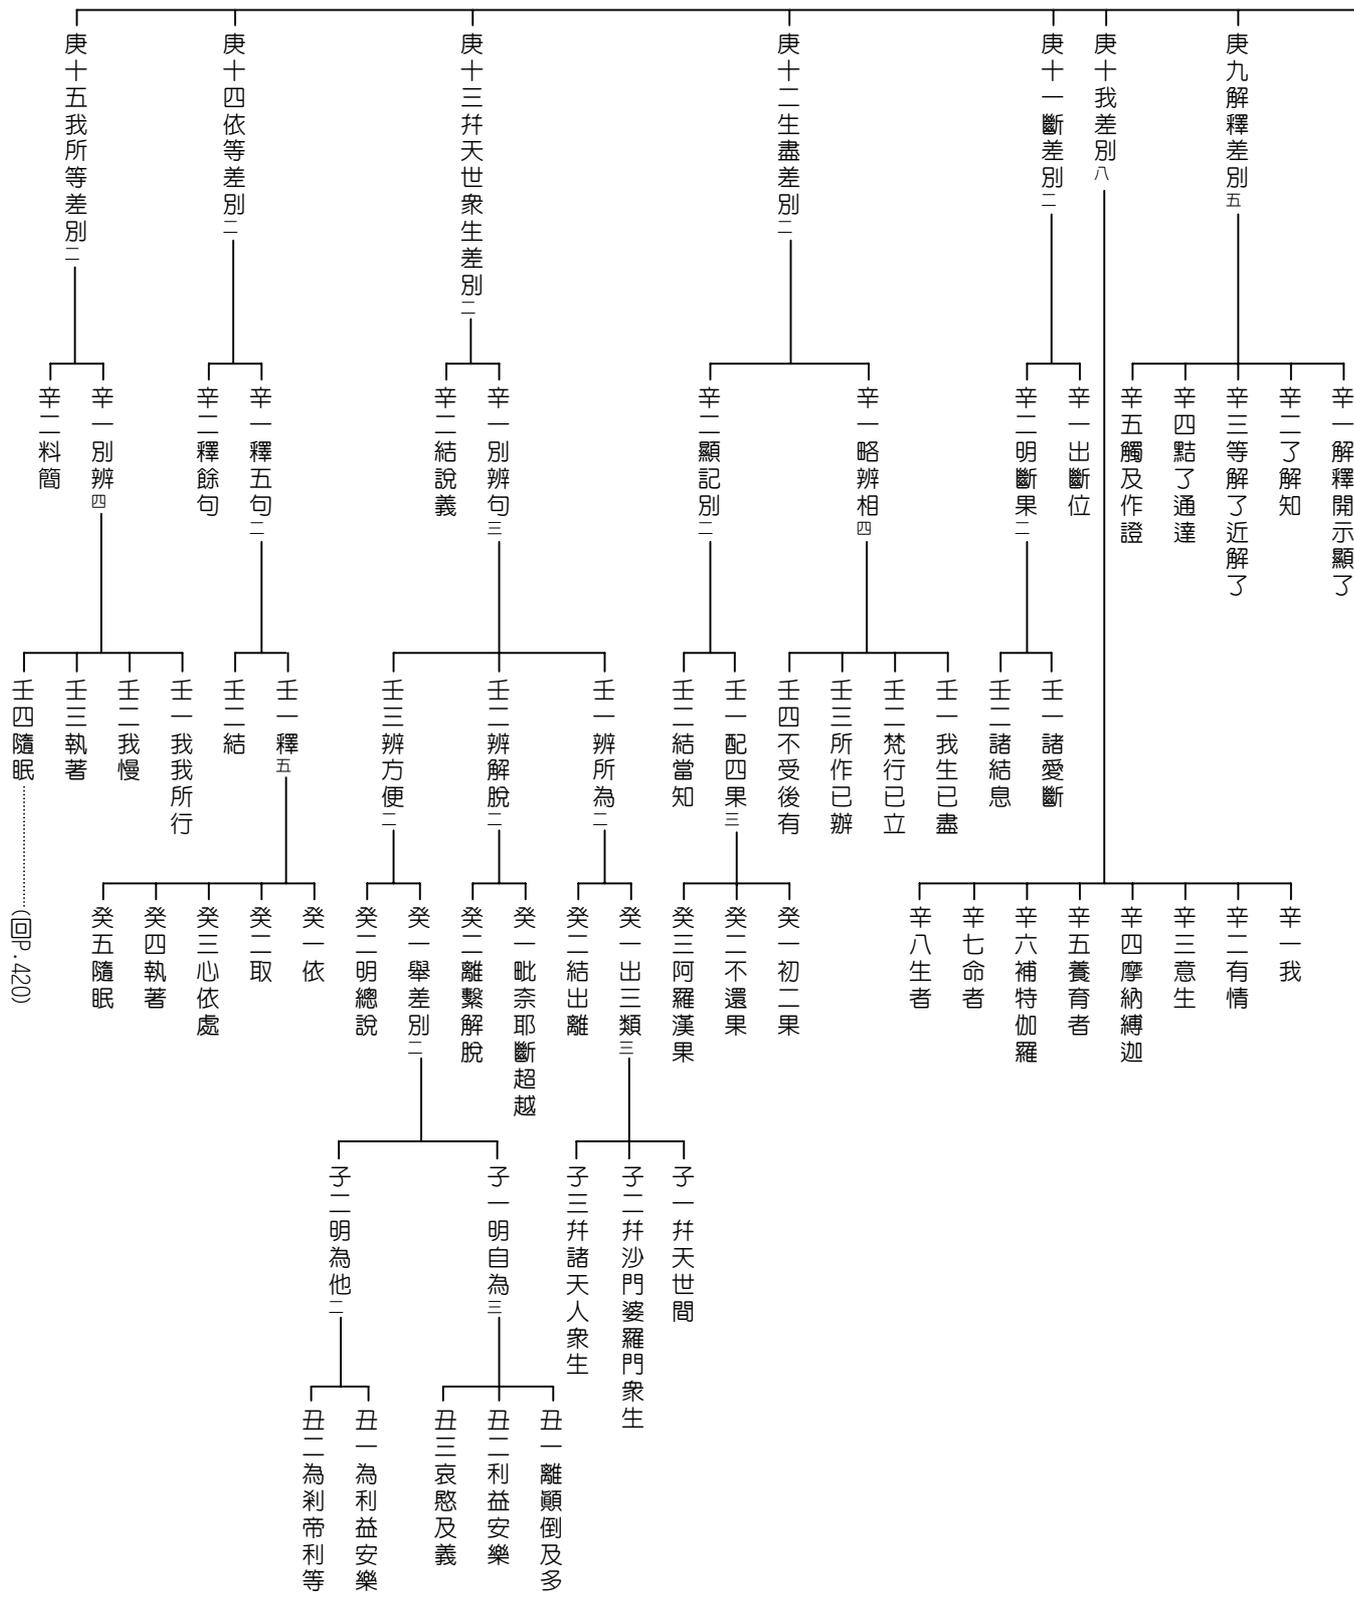 庚九解釋差別五
辛一解釋開示顯了
辛二了解知
辛三等解了近解了
辛四黠了通達
辛五觸及作證
庚十我差別八
辛一我
辛二有情
辛三意生
辛四摩納縛迦
辛五養育者
辛六補特伽羅
辛七命者
辛八生者
庚十一斷差別二
辛一出斷位
辛二明斷果二
壬一諸愛斷
壬二諸結息
庚十二生盡差別二
辛一略辨相四
壬一我生已盡
壬二梵行已立
壬三所作已辦
壬四不受後有
辛二顯記別二
壬一配四果三
癸一初二果
癸二不還果
癸三阿羅漢果
壬二結當知
庚十三幷天世衆生差別二
辛一別辨句三
壬一辨所為二
癸一出三類三
子一幷天世間
子二幷沙門婆羅門衆生
子三幷諸天人衆生
癸二結出離
壬二辨解脫二
癸一毗奈耶斷超越
癸二離繫解脫
壬三辨方便二
癸一舉差別二
子一明自為三
丑一離顚倒及多
丑二利益安樂
丑三哀愍及義
子二明為他二
丑一為利益安樂
丑二為剎帝利等
癸二明總說
辛二結說義
庚十四依等差別二
辛一釋五句二
壬一釋五
癸一依
癸二取
癸三心依處
癸四執著
癸五隨眠
壬二結
辛二釋餘句
庚十五我所等差別二
辛一別辨四
壬一我我所行
壬二我慢
壬三執著
壬四隨眠…………(回P.420)
辛二料簡